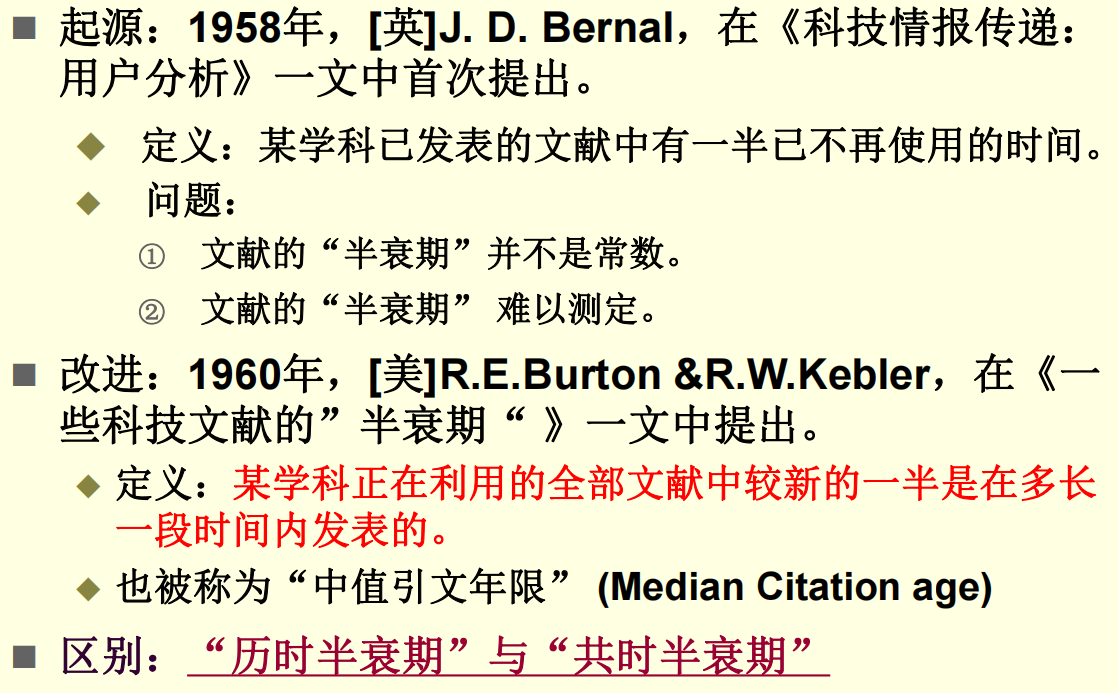 ■ 起源：1958年，[英]J. D. Bernal，在《科技情报传递：
用户分析》一文中首次提出。
◆ 定义：某学科已发表的文献中有一半已不再使用的时间。
◆ 问题：
① 文献的“半衰期”并不是常数。
② 文献的“半衰期” 难以测定。
■ 改进：1960年，[美]R.E.Burton &R.W.Kebler，在《一
些科技文献的”半衰期“ 》一文中提出。
◆ 定义：某学科正在利用的全部文献中较新的一半是在多长
一段时间内发表的。
◆ 也被称为“中值引文年限” (Median Citation age)
■ 区别：“历时半衰期”与“共时半衰期”